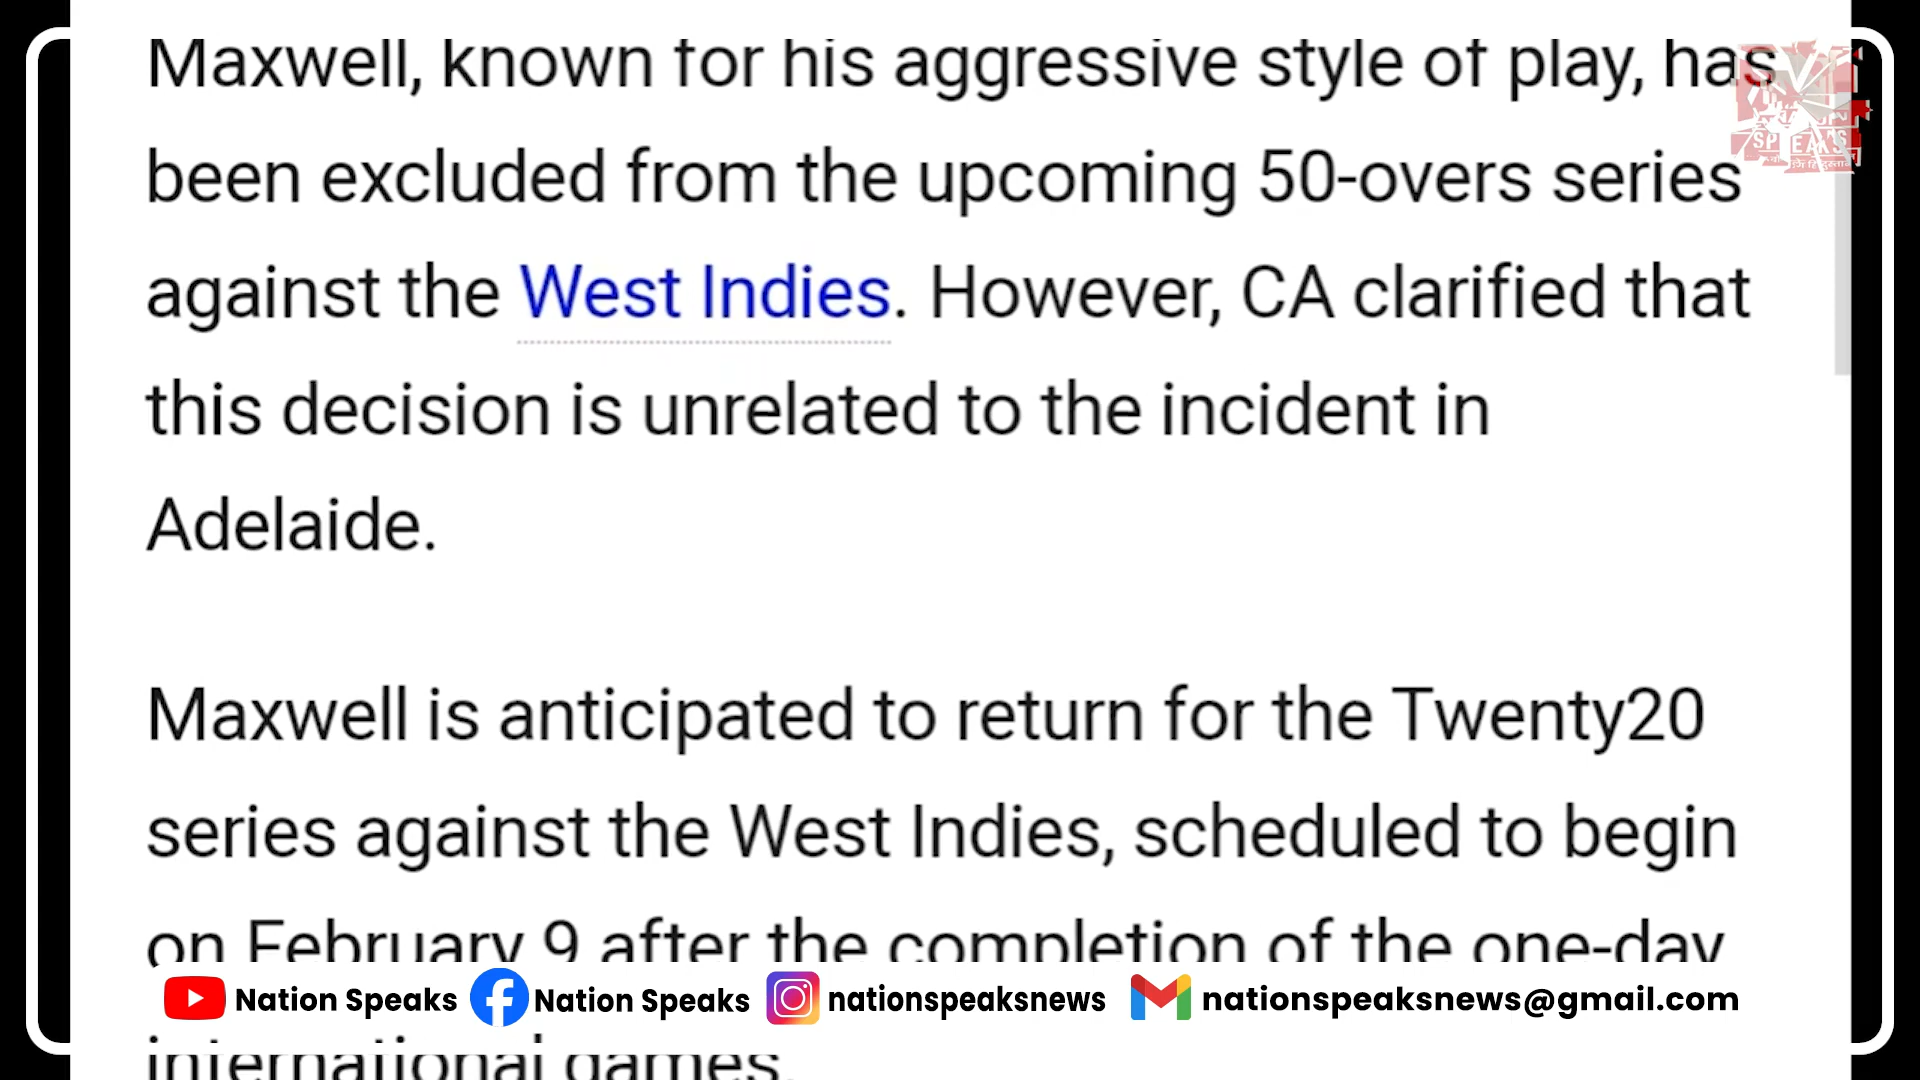 Maxwell, known for his aggressive style of play, has
been excluded from the upcoming 50-overs series
against the West Indies. However, CA clarified that
this decision is unrelated to the incident in
Adelaide.
Maxwell is anticipated to return for the Twenty20
series against the West Indies, scheduled to begin
on February 9 after the completion of the one-day
Nation Speaks Nation Speaks nationspeaksnews nationspeaksnews@gmail.com
international games.
SPEAKS